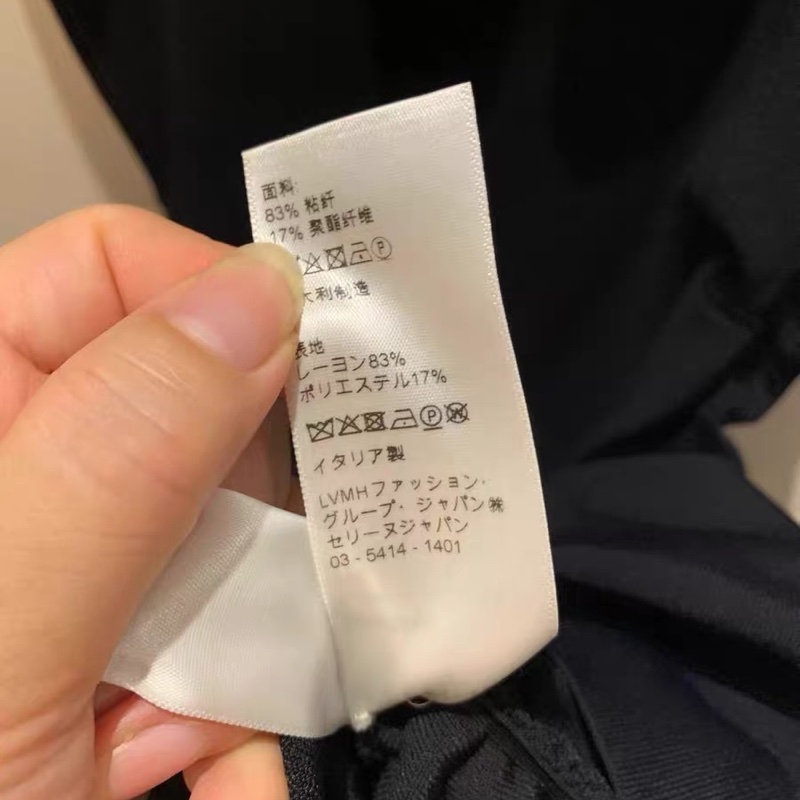 面料:
83% 粘纤
17% 聚酯纤维
P
大利制造
表地
レーヨン83%
ポリエステル17%
P W
イタリア製
LVMHファッション・
グループ・ジャパン㈱
セリーヌジャパン
03-5414-1401